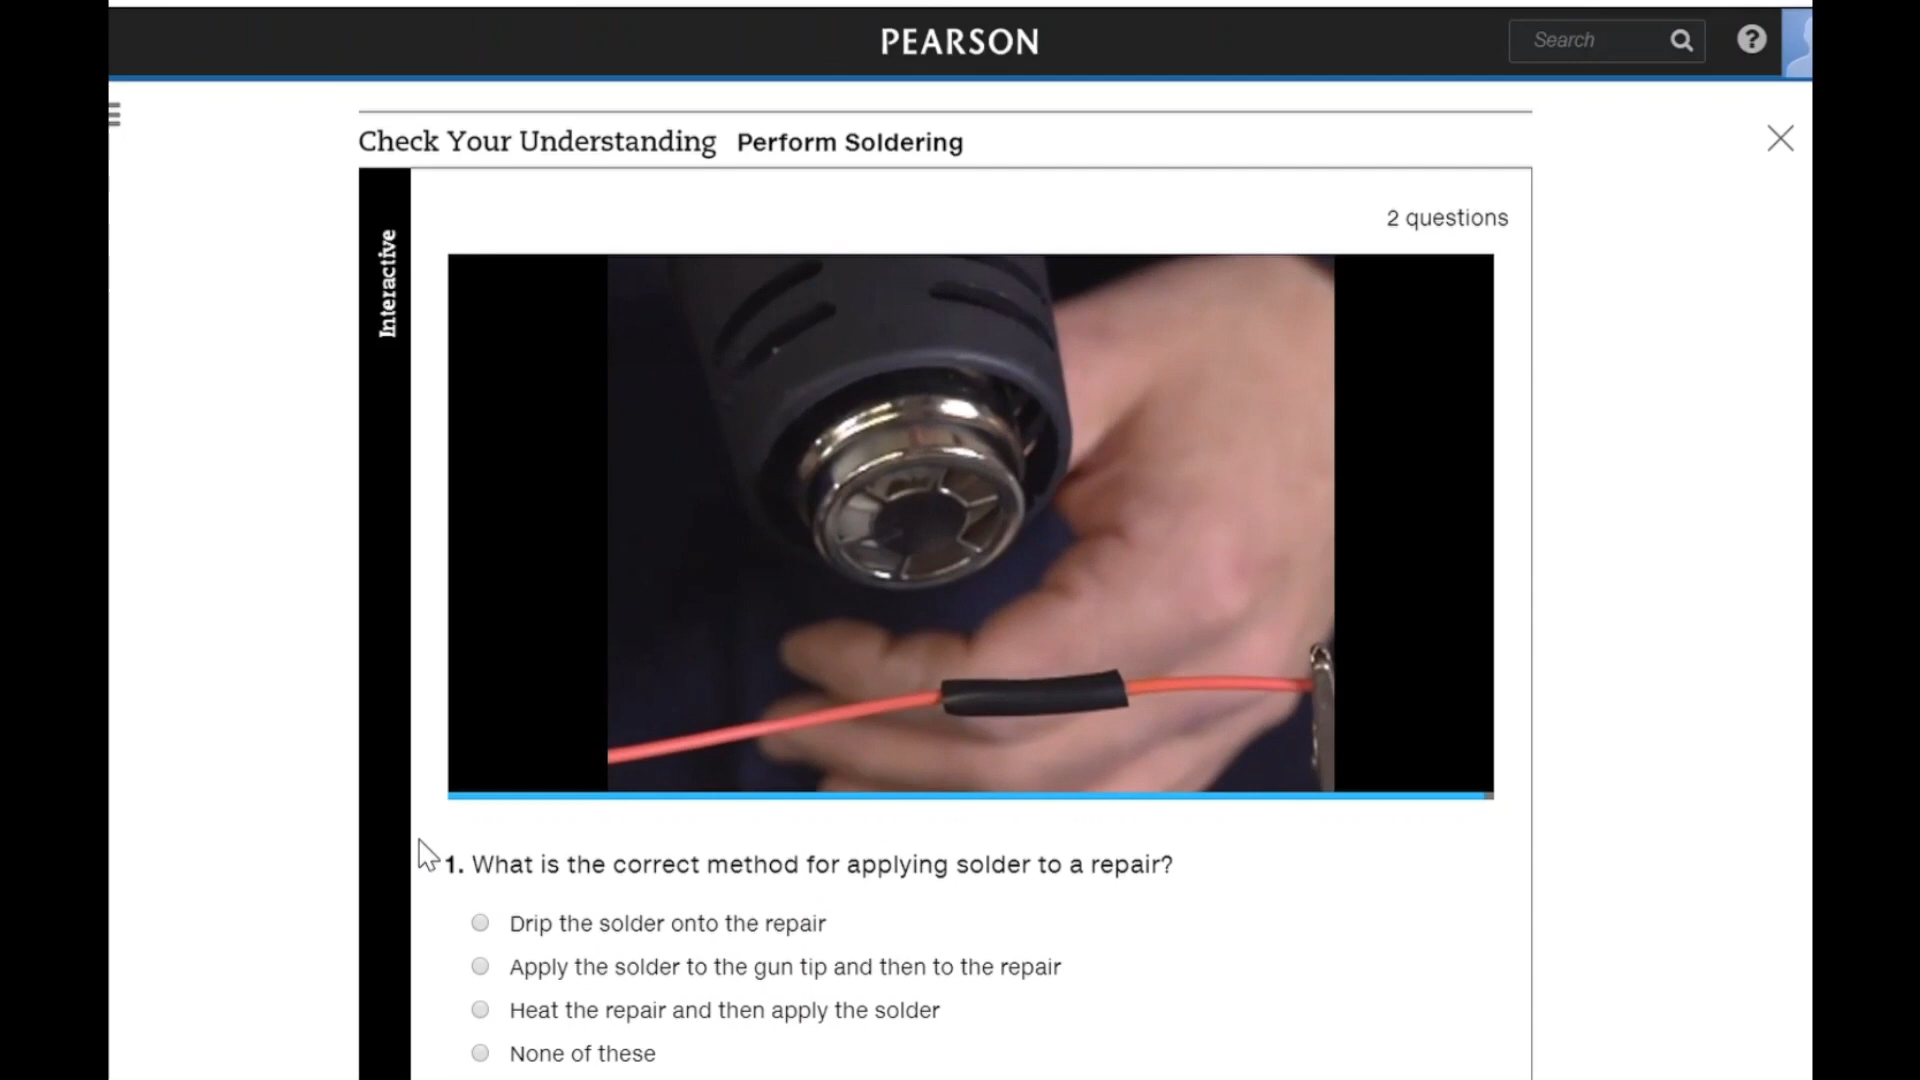 PEARSON
Search
?
Check Your Understanding Perform Soldering
Interactive
2 questions
1. What is the correct method for applying solder to a repair?
Drip the solder onto the repair
Apply the solder to the gun tip and then to the repair
Heat the repair and then apply the solder
None of these